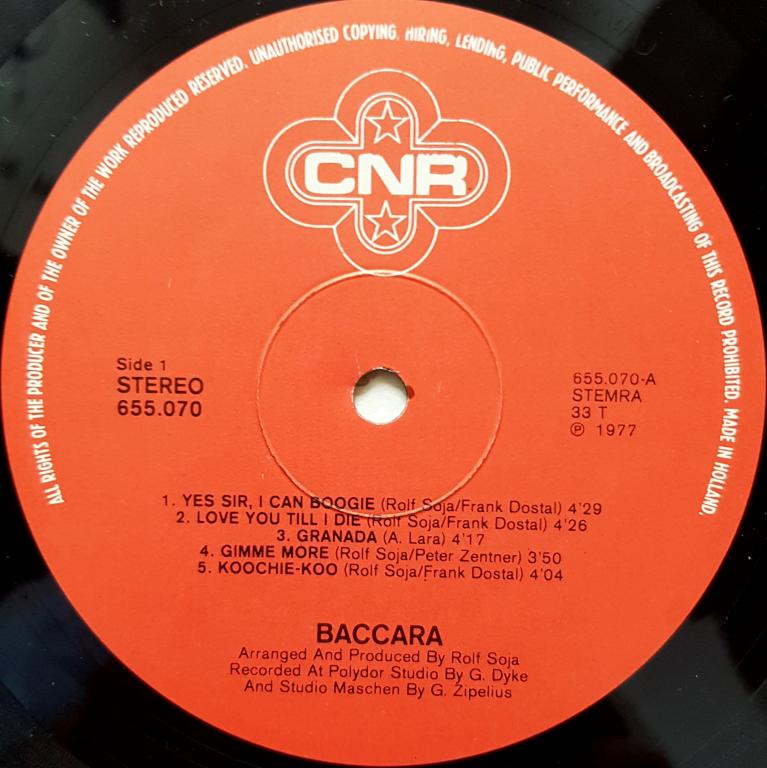 ALL RIGHTS OF THE PRODUCER AND OF THE OWNER OF THE WORK REPRODUCED RESERVED. UNAUTHORISED COPYING, HIRING, LENDING, PUBLIC PERFORMANCE AND BROADCASTING OF THIS RECORD PROHIBITED. MADE IN HOLLAND.
CNR
Side 1
STEREO
655.070
655.070-A
STEMRA
33 T
℗ 1977
1. YES SIR, I CAN BOOGIE (Rolf Soja/Frank Dostal) 4'29
2. LOVE YOU TILL I DIE (Rolf Soja/Frank Dostal) 4'26
3. GRANADA (A. Lara) 4'17
4. GIMME MORE (Rolf Soja/Peter Zentner) 3'50
5. KOOCHIE-KOO (Rolf Soja/Frank Dostal) 4'04
BACCARA
Arranged And Produced By Rolf Soja
Recorded At Polydor Studio By G. Dyke
And Studio Maschen By G. Zipelius